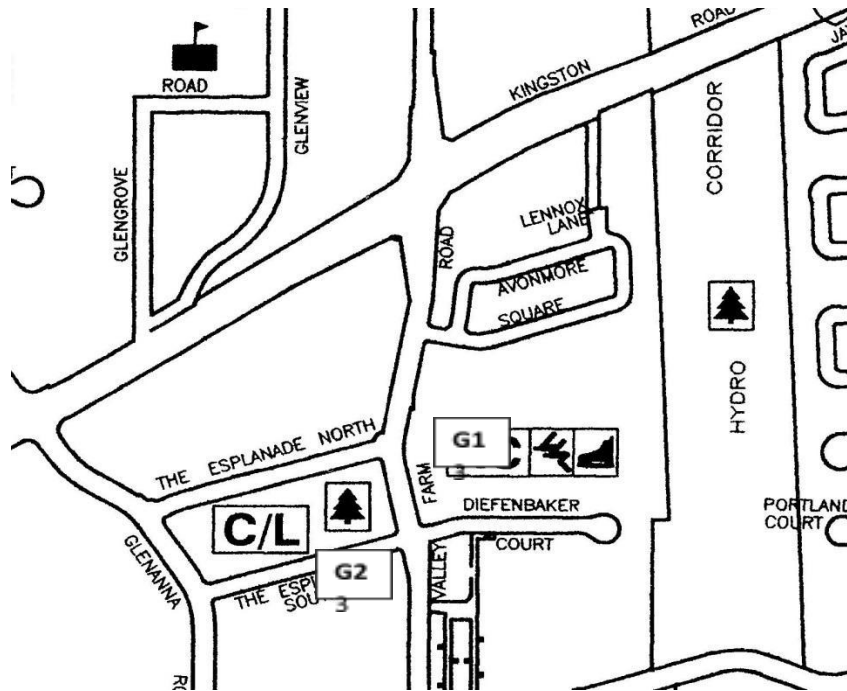 ROAD
KINGSTON
ROAD
GLENVIEW
GLENGROVE
CORRIDOR
LENNOX
LANE
ROAD
AVONMORE
SQUARE
HYDRO
THE ESPLANADE NORTH
G1
3
FARM
DIEFENBAKER
COURT
PORTLAND
COURT
C/L
GLENANNA
G2
3
VALLEY
THE
SOU